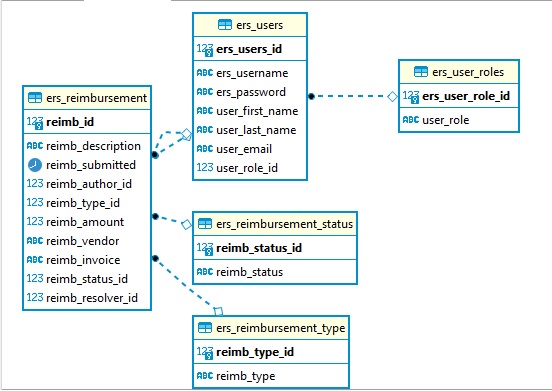 ers_users
123 ers_users_id
ABC ers_username
ABC ers_password
ABC user_first_name
ABC user_last_name
ABC user_email
123 user_role_id
ers_user_roles
123 ers_user_role_id
ABC user_role
ers_reimbursement
123 reimb_id
ABC reimb_description
reimb_submitted
123 reimb_author_id
123 reimb_type_id
123 reimb_amount
ABC reimb_vendor
ABC reimb_invoice
123 reimb_status_id
123 reimb_resolver_id
ers_reimbursement_status
123 reimb_status_id
ABC reimb_status
ers_reimbursement_type
123 reimb_type_id
ABC reimb_type